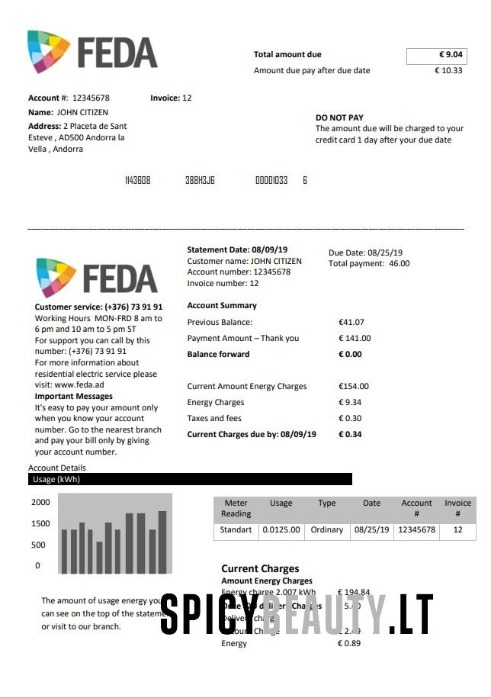 FEDA
Total amount due € 9.04
Amount due pay after due date € 10.33
Account #: 12345678 Invoice: 12
Name: JOHN CITIZEN
Address: 2 Placeta de Sant
Esteve , AD500 Andorra la
Vella , Andorra
DO NOT PAY
The amount due will be charged to your
credit card 1 day after your due date
1143608 388H3J6 00001033 6
FEDA
Customer service: (+376) 73 91 91
Working Hours MON-FRD 8 am to
6 pm and 10 am to 5 pm ST
For support you can call by this
number: (+376) 73 91 91
For more information about
residential electric service please
visit: www.feda.ad
Important Messages
It's easy to pay your amount only
when you know your account
number. Go to the nearest branch
and pay your bill only by giving
your account number.
Statement Date: 08/09/19
Customer name: JOHN CITIZEN
Account number: 12345678
Invoice number: 12
Due Date: 08/25/19
Total payment: 46.00
Account Summary
Previous Balance: €41.07
Payment Amount – Thank you € 141.00
Balance forward € 0.00
Current Amount Energy Charges €154.00
Energy Charges € 9.34
Taxes and fees € 0.30
Current Charges due by: 08/09/19 € 0.34
Account Details
Usage (kWh)
2000
1500
500
0
Meter Reading Usage Type Date Account # Invoice #
Standart 0.0125.00 Ordinary 08/25/19 12345678 12
The amount of usage energy you
can see on the top of the statement
or visit to our branch.
Current Charges
Amount Energy Charges
Energy charge 2.007 kWh € 194.84
Delivery charge
€ 2.49
Energy € 0.89
SPICYBEAUTY.LT